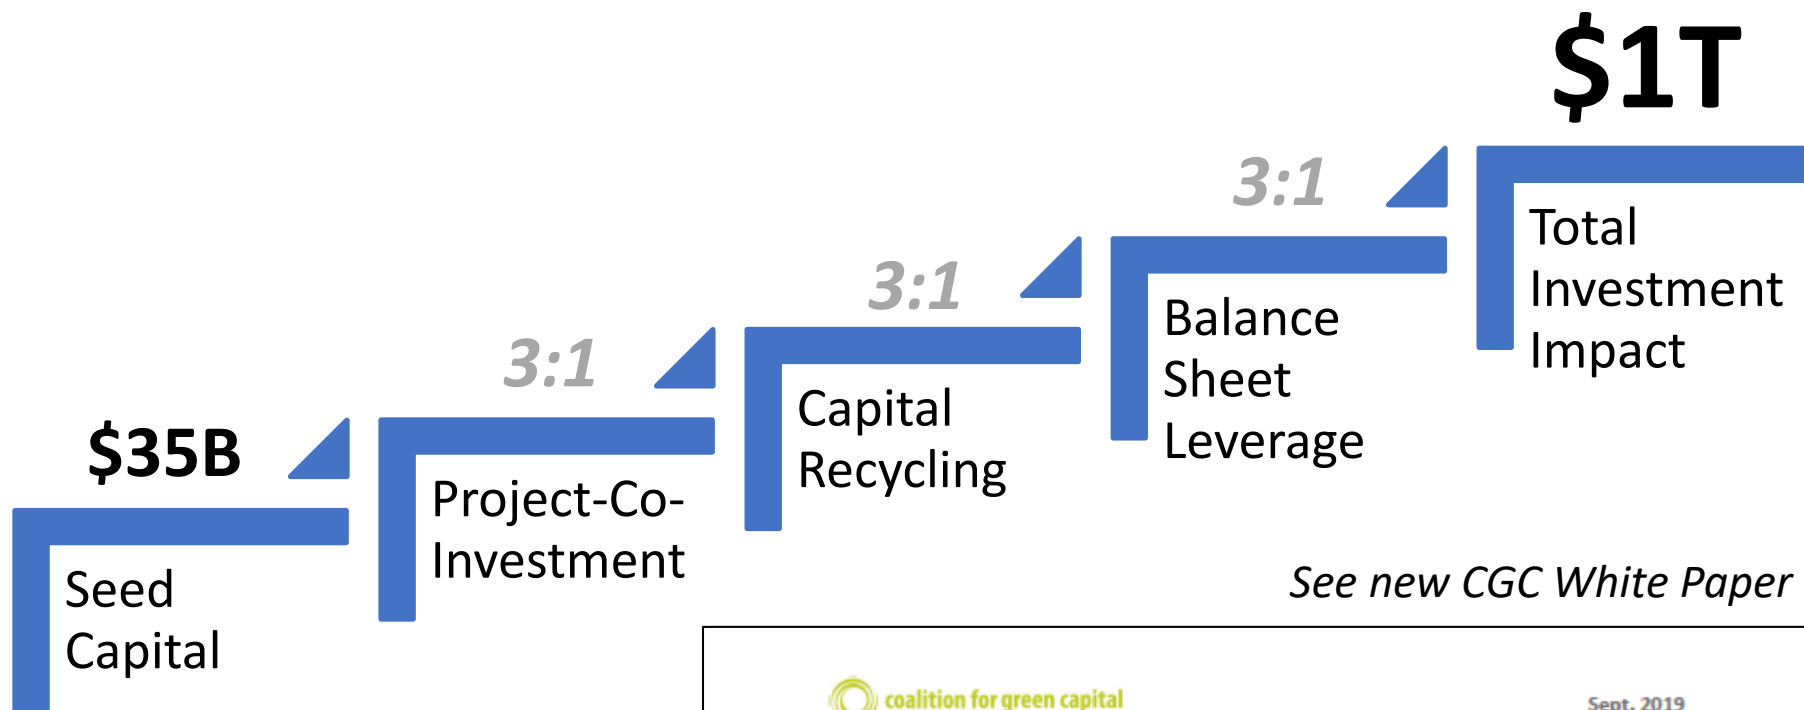 $1T
3:1
Total
Investment
Impact
3:1
Balance
Sheet
Leverage
3:1
Capital
Recycling
$35B
Project-Co-
Investment
Seed
Capital
See new CGC White Paper
coalition for green capital
Sept. 2019